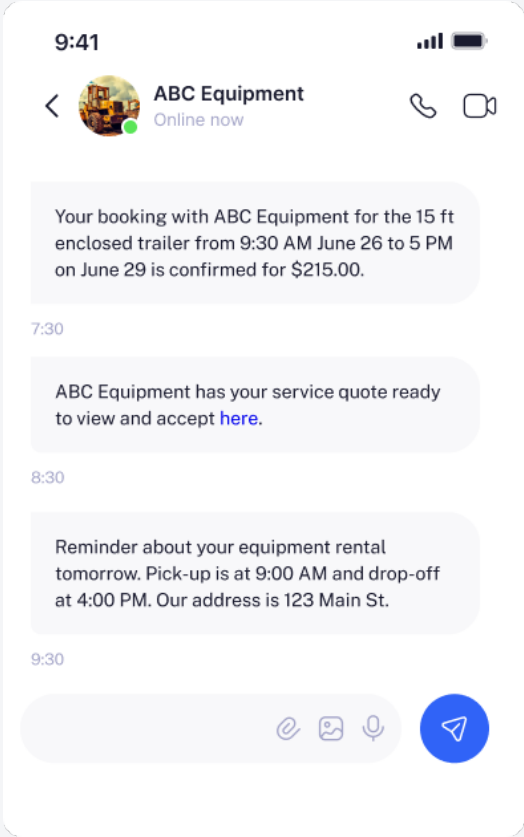 9:41
ABC Equipment
Online now
Your booking with ABC Equipment for the 15 ft
enclosed trailer from 9:30 AM June 26 to 5 PM
on June 29 is confirmed for $215.00.
7:30
ABC Equipment has your service quote ready
to view and accept here.
8:30
Reminder about your equipment rental
tomorrow. Pick-up is at 9:00 AM and drop-off
at 4:00 PM. Our address is 123 Main St.
9:30